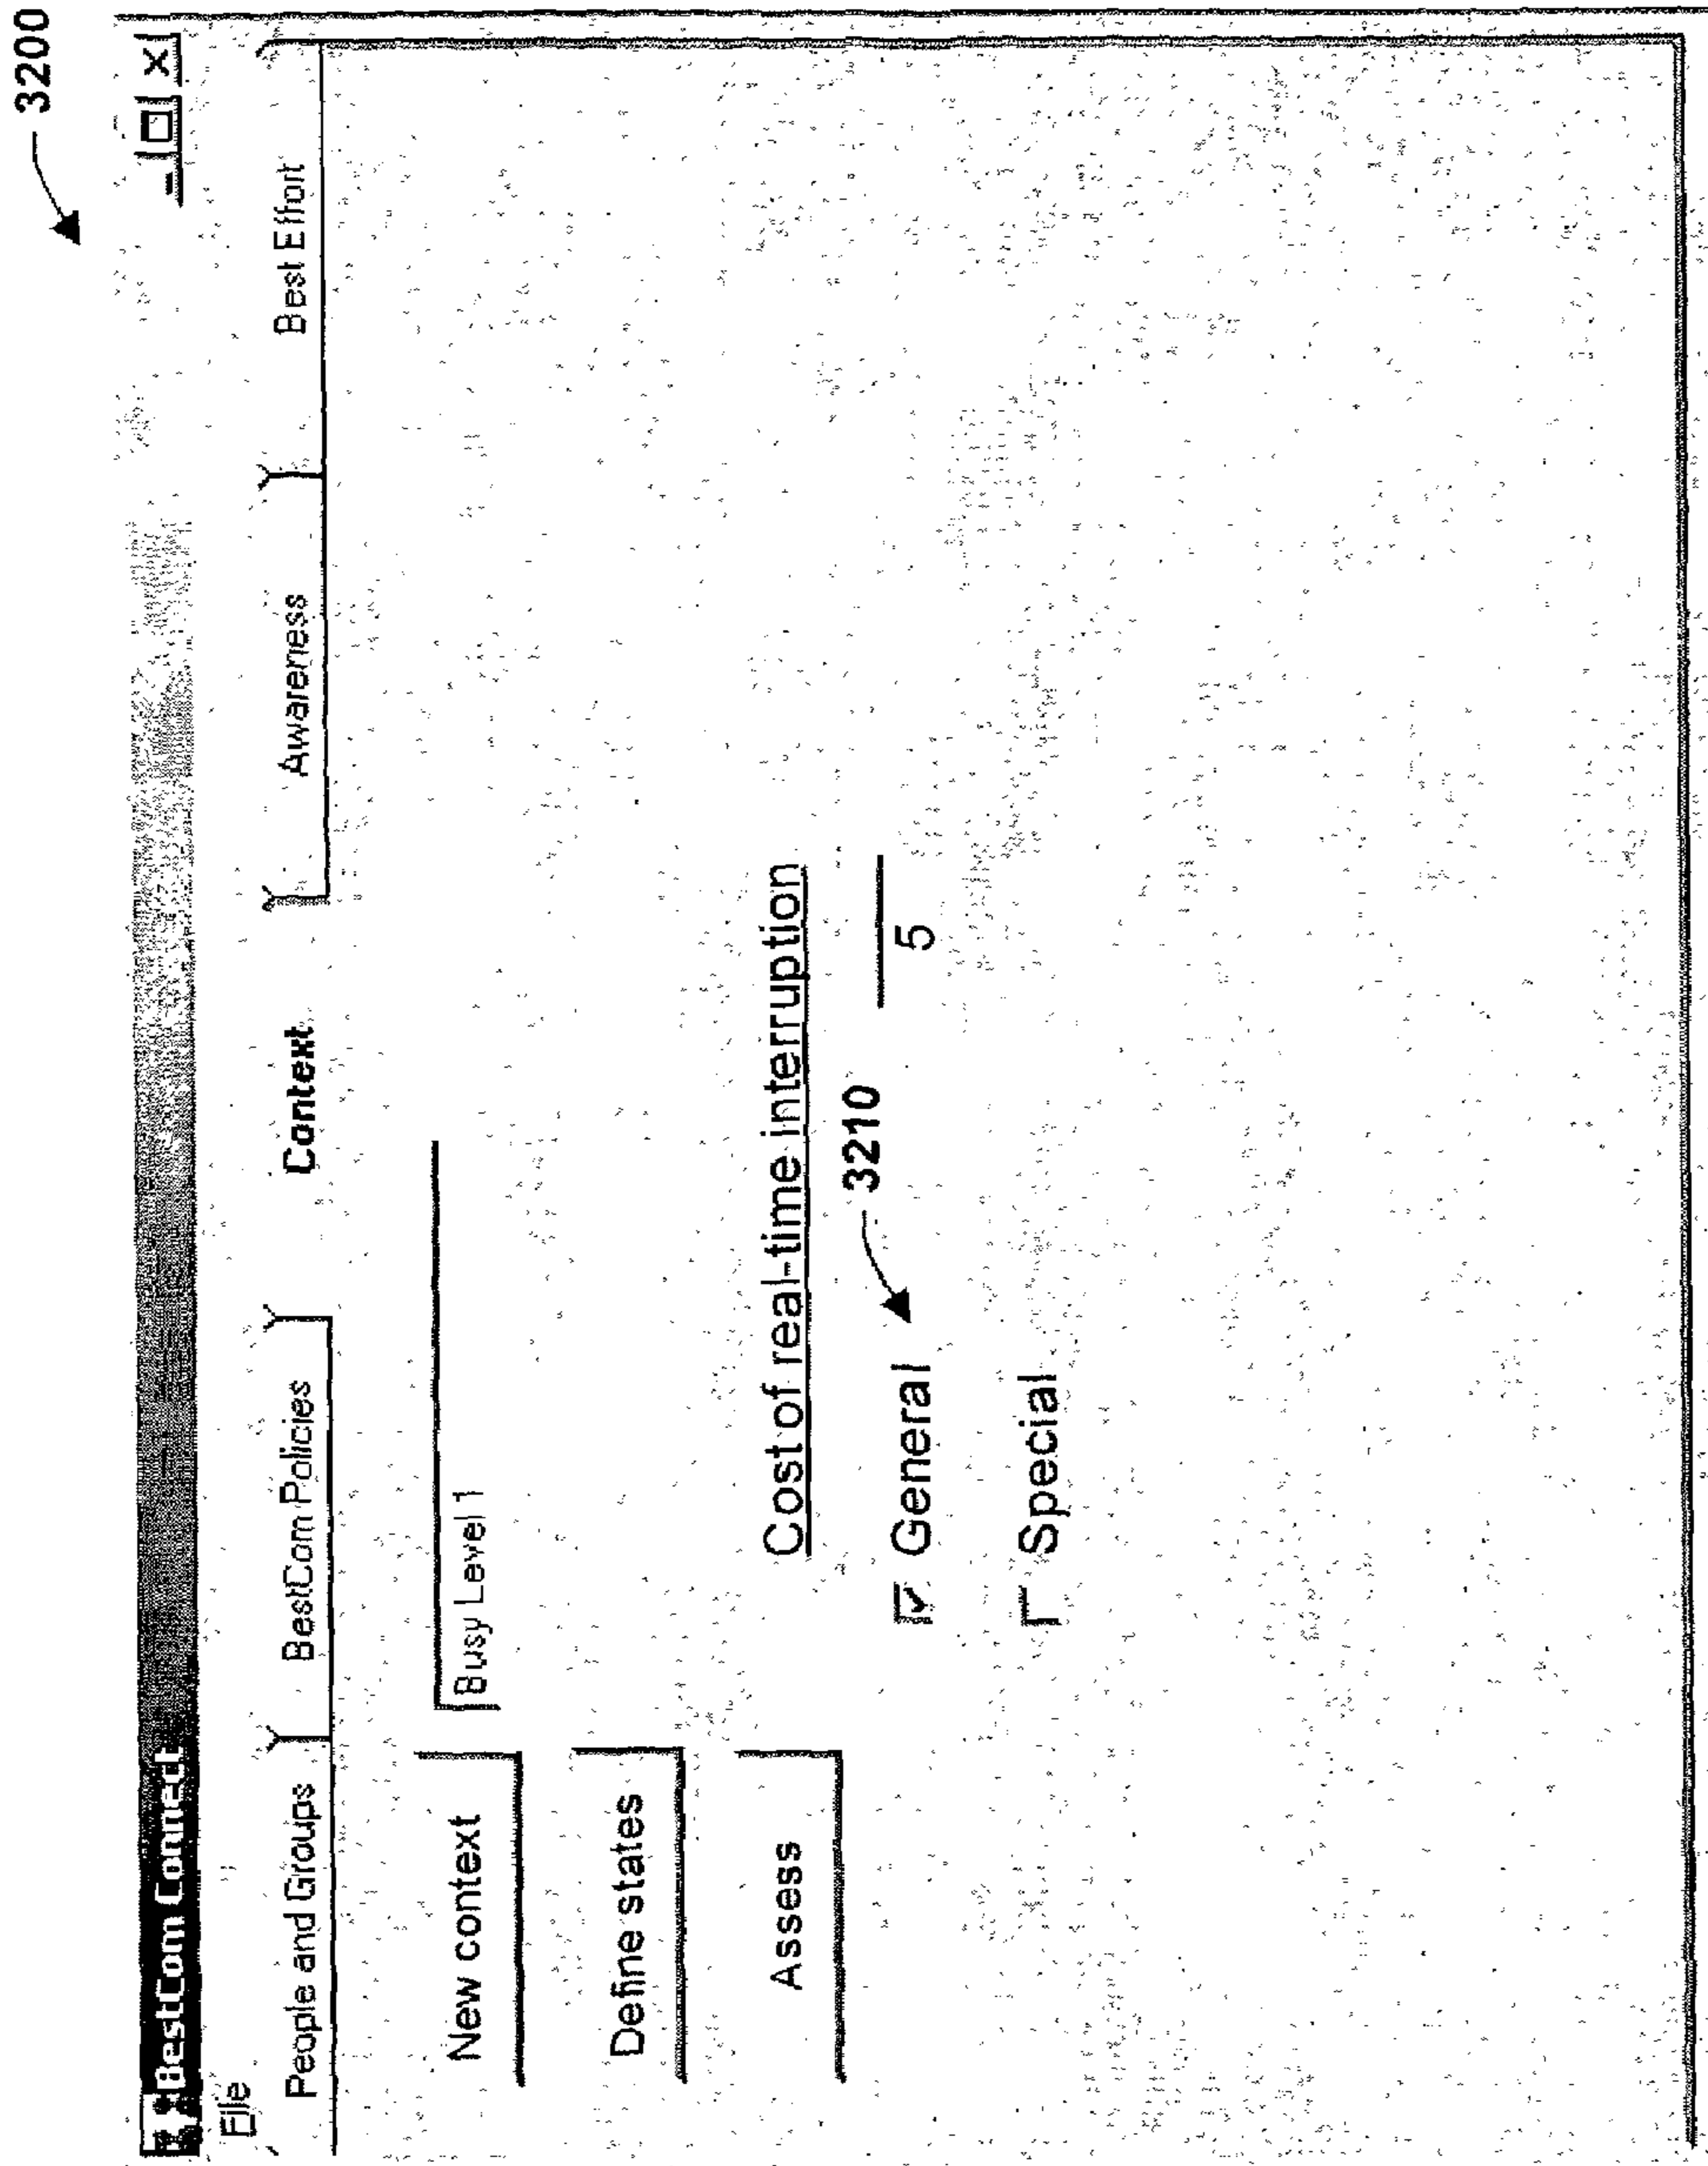 3200
BestCom Connect
File
People and Groups
BestCom Policies
Context
Awareness
Best Effort
New context
Busy Level 1
Define states
Assess
Cost of real-time interruption
3210
General
5
Special